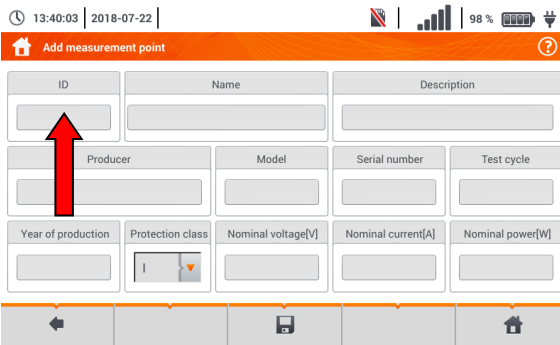 13:40:03 2018-07-22 98 %
Add measurement point ?
ID Name Description
Producer Model Serial number Test cycle
Year of production Protection class Nominal voltage[V] Nominal current[A] Nominal power[W]
I